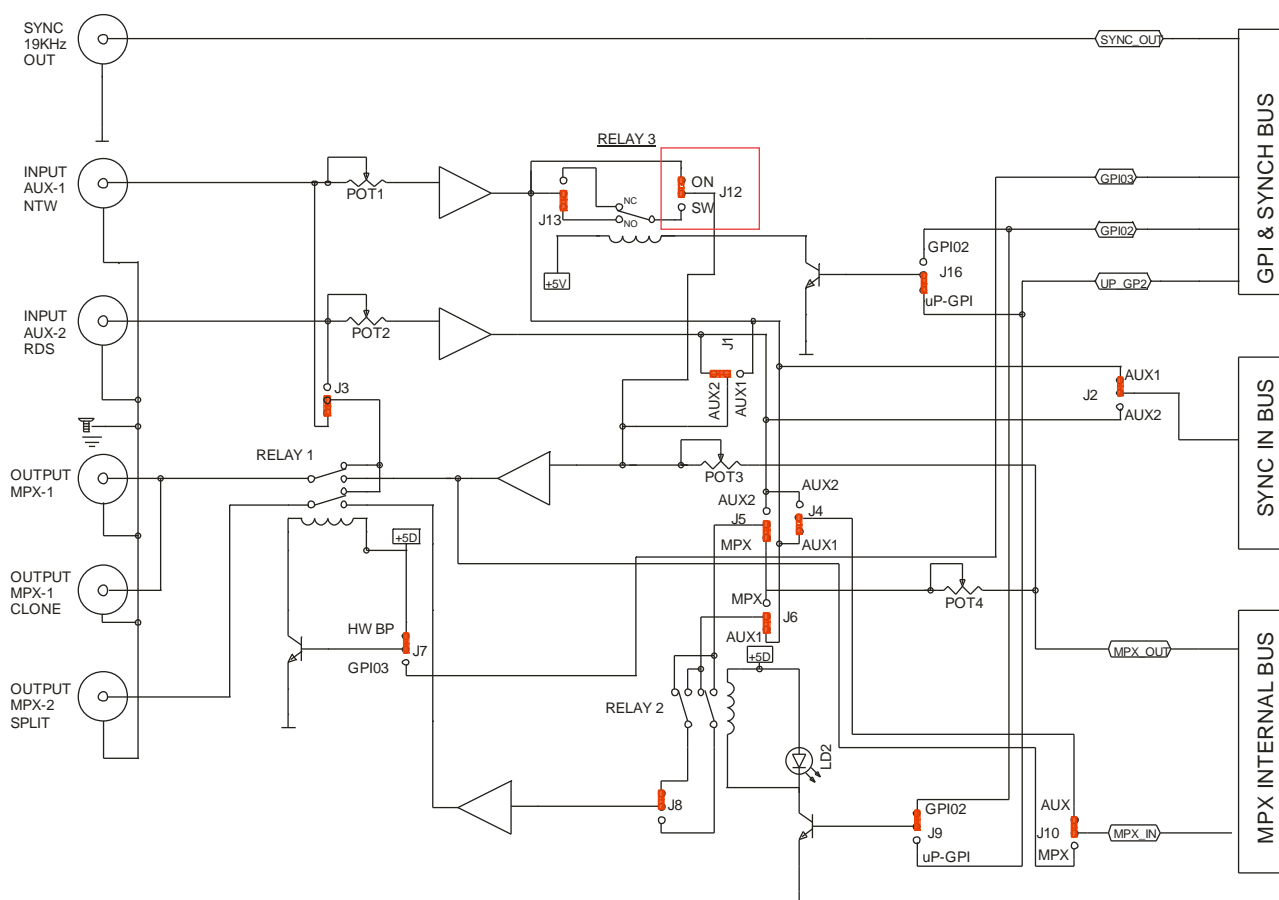 SYNC
19KHz
OUT
SYNC_OUT
GPI & SYNCH BUS
RELAY 3
INPUT
AUX-1
NTW
POT1
J13
NC
NO
ON
J12
SW
GPI03
GPI02
UP_GP2
+5V
GPI02
J16
uP-GPI
INPUT
AUX-2
RDS
POT2
J1
AUX2
AUX1
J3
AUX1
J2
AUX2
SYNC IN BUS
RELAY 1
OUTPUT
MPX-1
POT3
AUX2
J5
MPX
AUX2
J4
AUX1
+5D
OUTPUT
MPX-1
CLONE
POT4
MPX
J6
AUX1
HW BP
J7
GPI03
+5D
MPX_OUT
MPX INTERNAL BUS
OUTPUT
MPX-2
SPLIT
RELAY 2
LD2
J8
GPI02
J9
uP-GPI
AUX
J10
MPX
MPX_IN